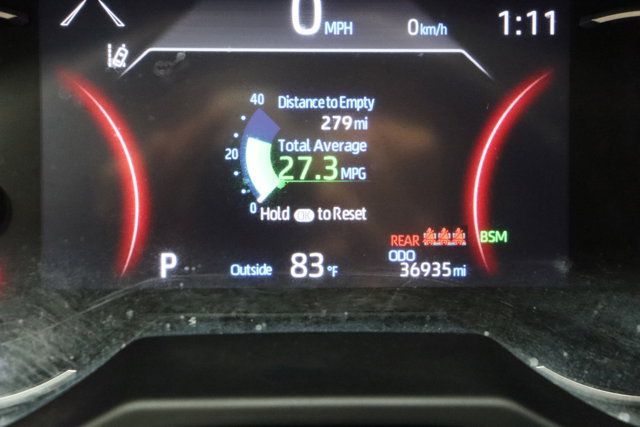 0 MPH 0 km/h 1:11
40 Distance to Empty
279 mi
Total Average
20 27.3 MPG
0 Hold OK to Reset
REAR BSM
ODO
P Outside 83 °F 36935 mi